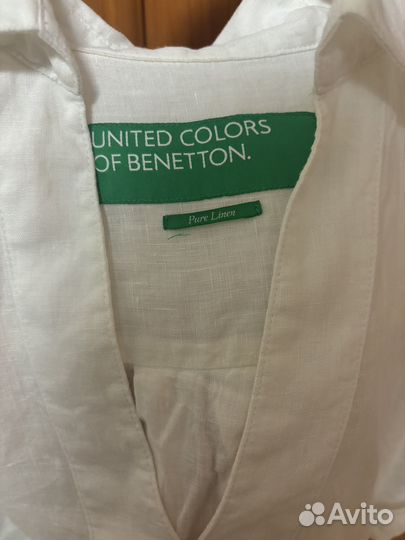 UNITED COLORS
OF BENETTON.
Pure Linen
Avito